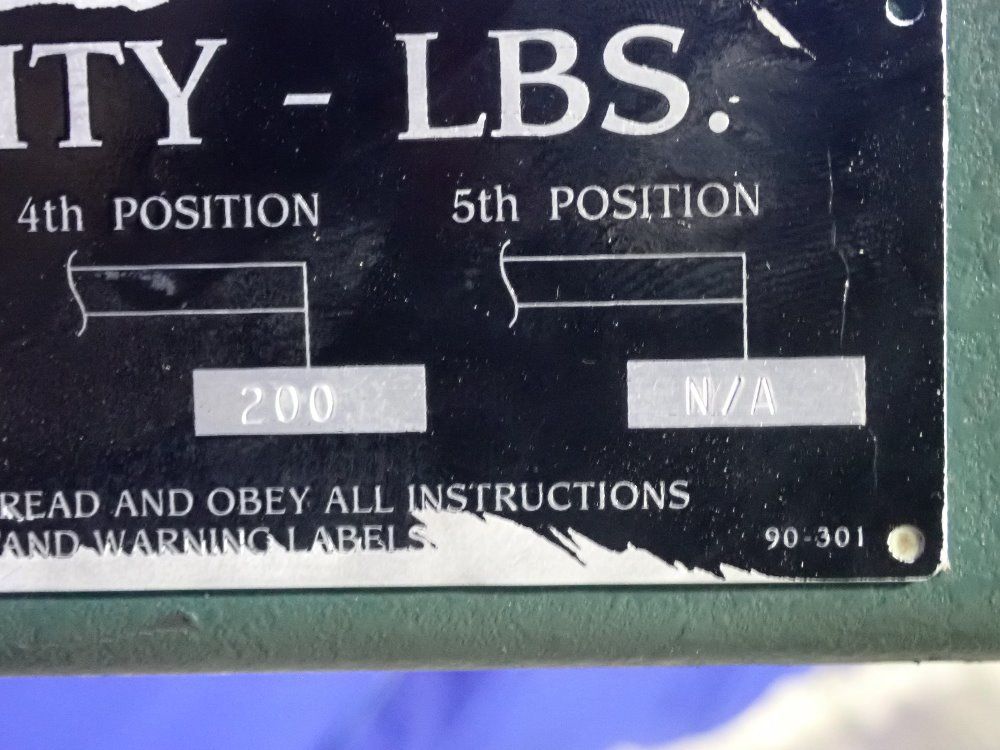 ITY - LBS.
4th POSITION 5th POSITION
200 N/A
READ AND OBEY ALL INSTRUCTIONS
AND WARNING LABELS
90-301